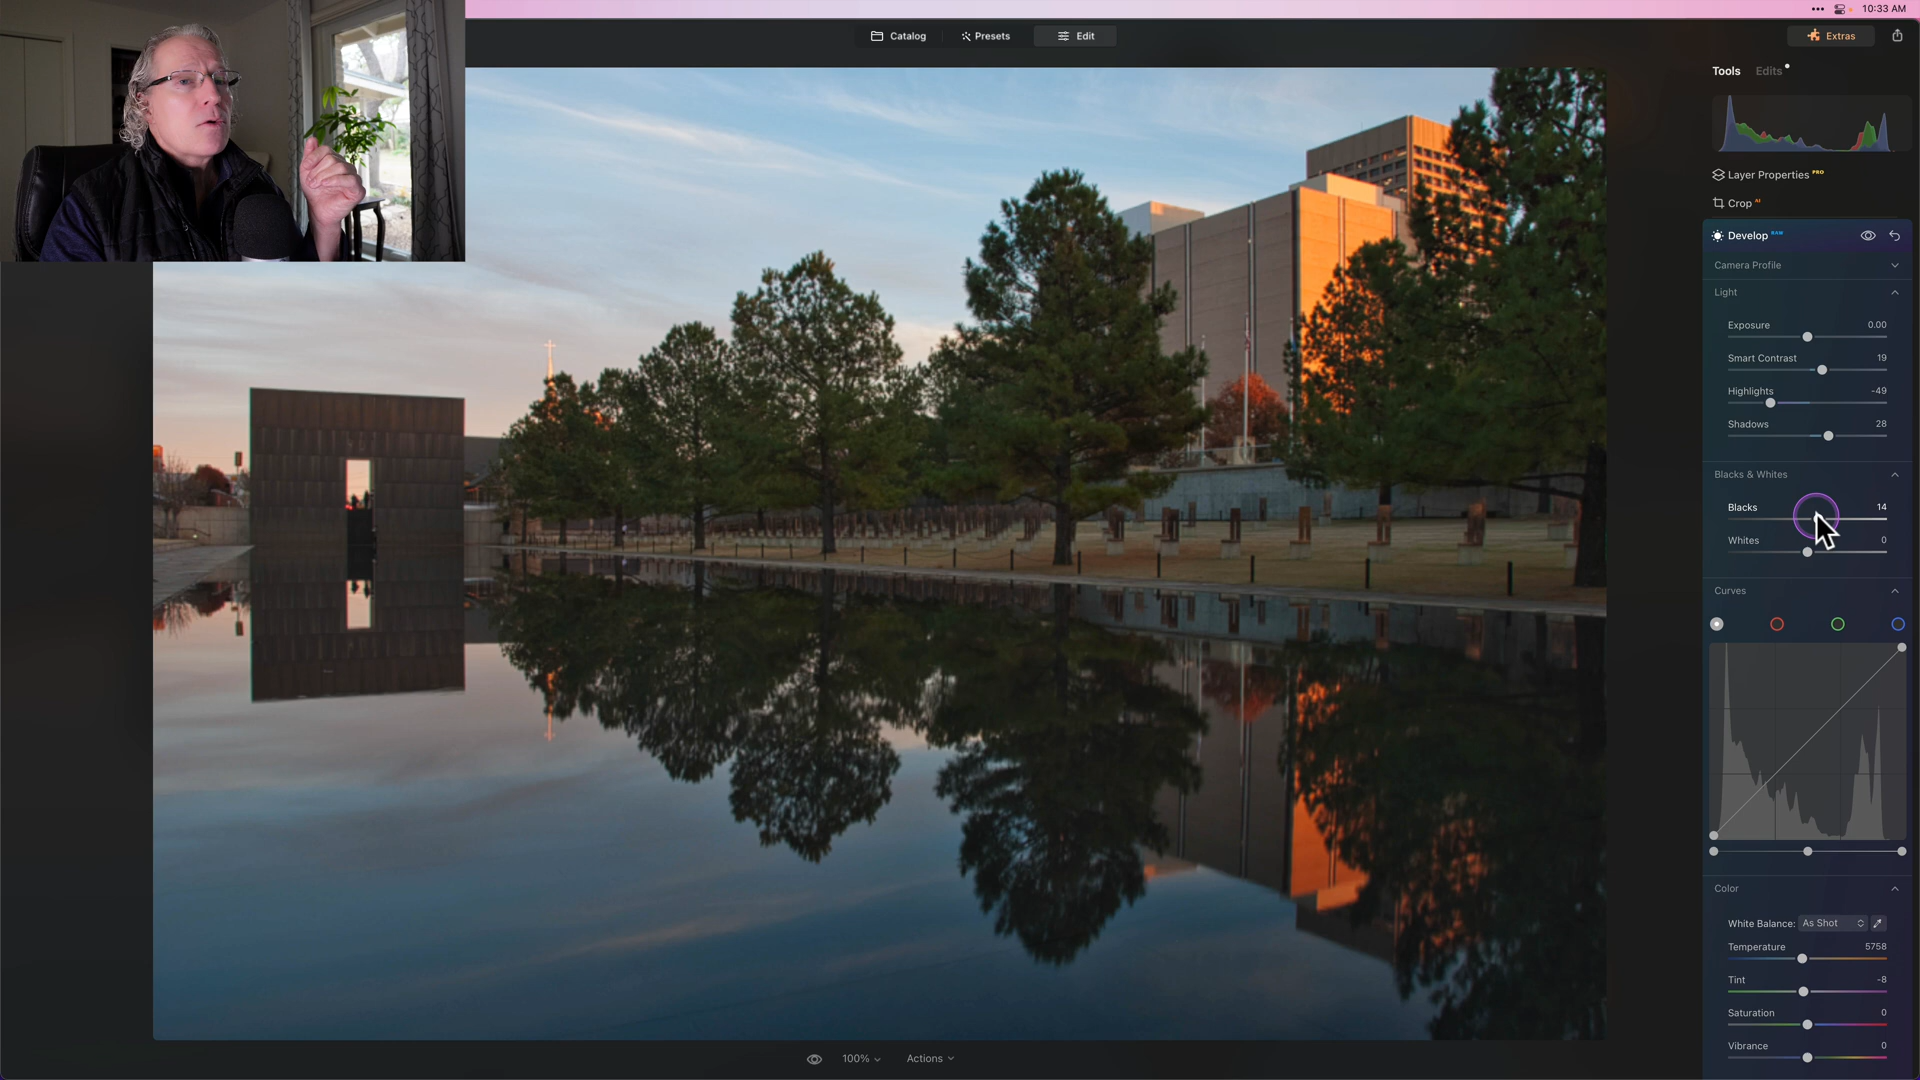 10:33 AM
Catalog
Presets
Edit
Extras
Tools
Edits
Layer Properties PRO
Crop AI
Develop RAW
Camera Profile
Light
Exposure 0.00
Smart Contrast 19
Highlights -49
Shadows 28
Blacks & Whites
Blacks 14
Whites 0
Curves
Color
White Balance: As Shot
Temperature 5758
Tint -8
Saturation 0
Vibrance 0
100%
Actions